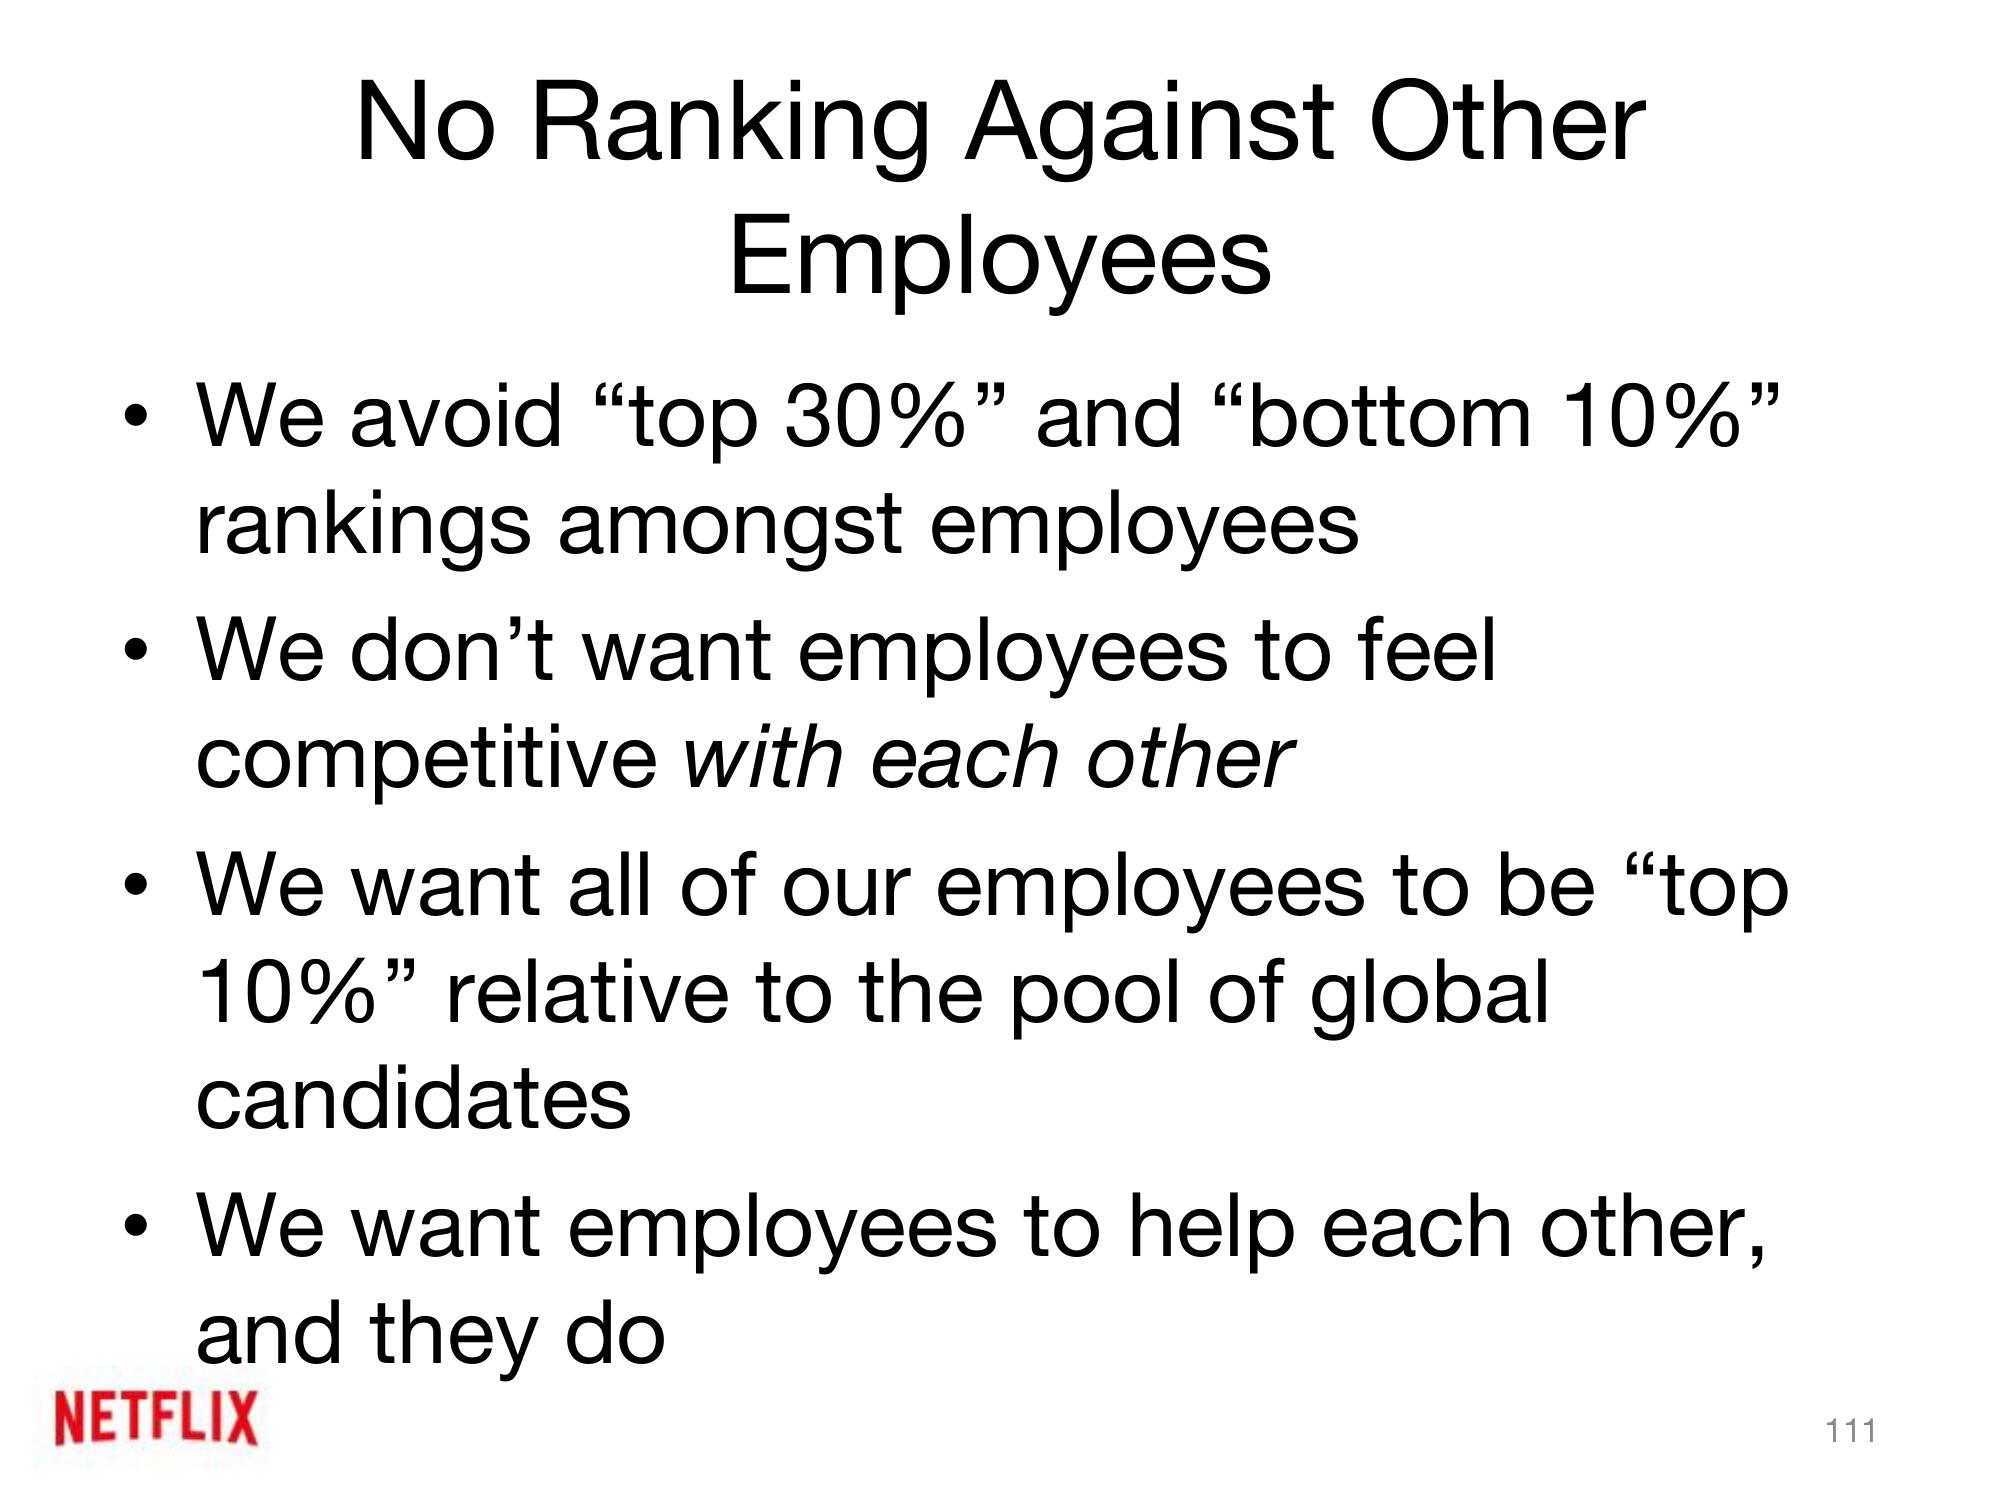 No Ranking Against Other
Employees
• We avoid “top 30%” and “bottom 10%”
rankings amongst employees
• We don’t want employees to feel
competitive with each other
• We want all of our employees to be “top
10%” relative to the pool of global
candidates
• We want employees to help each other,
and they do
NETFLIX
111